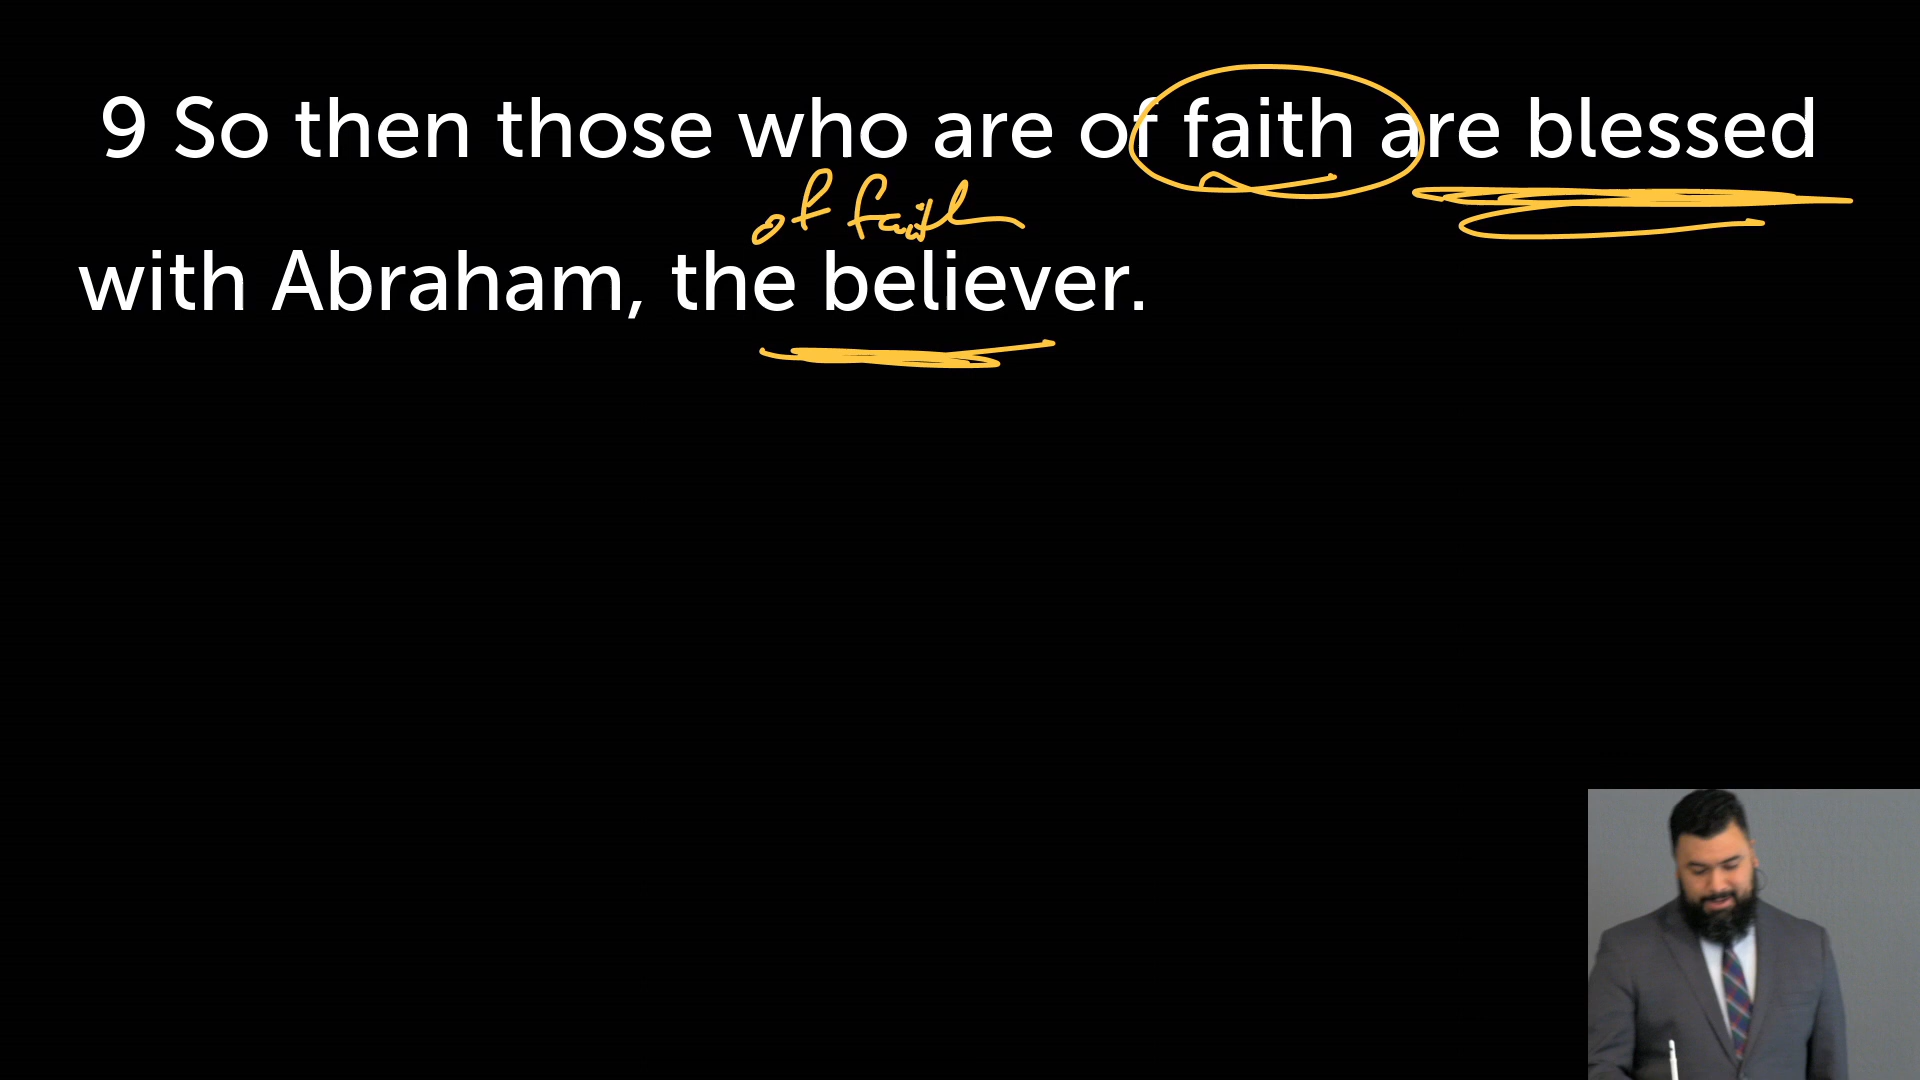 9 So then those who are of faith are blessed
of faith
with Abraham, the believer.